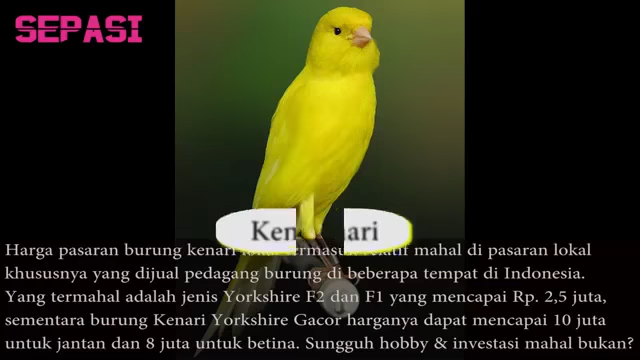 SEPASI
Ken ari
Harga pasaran burung kenari mahal di pasaran lokal
khususnya yang dijual pedagang burung di beberapa tempat di Indonesia.
Yang termahal adalah jenis Yorkshire F2 dan F1 yang mencapai Rp. 2,5 juta,
sementara burung Kenari Yorkshire Gacor harganya dapat mencapai 10 juta
untuk jantan dan 8 juta untuk betina. Sungguh hobby & investasi mahal bukan?